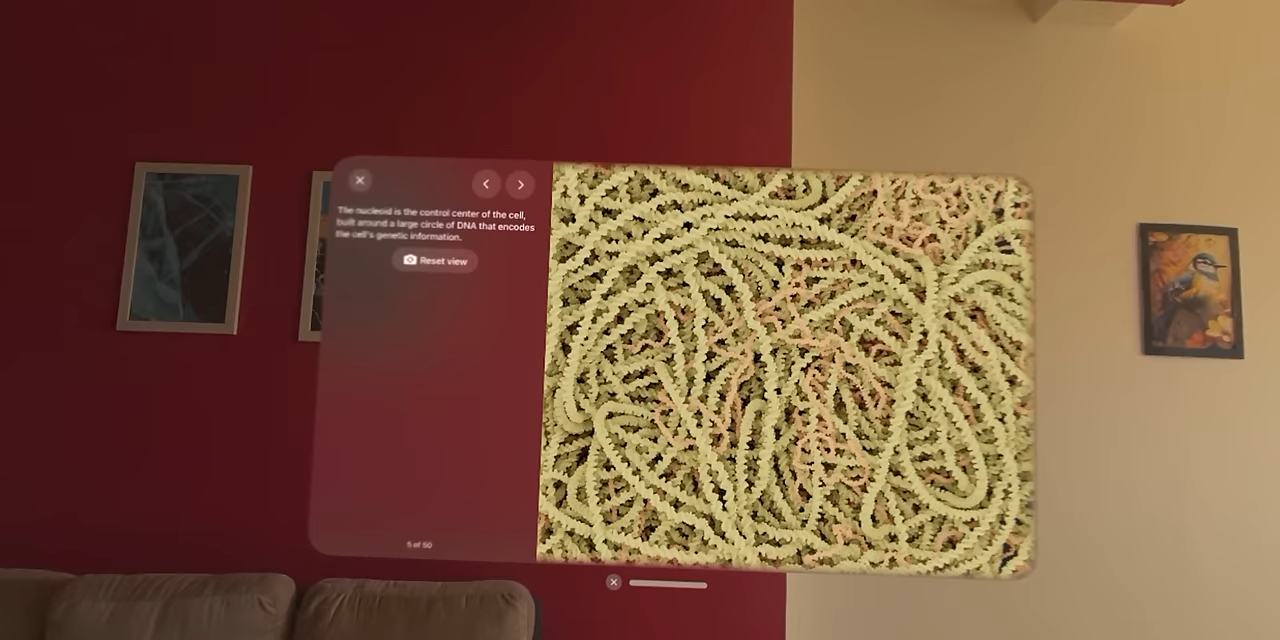 The nucleoid is the control center of the cell,
built around a large circle of DNA that encodes
the cell's genetic information.
Reset view
5 of 50